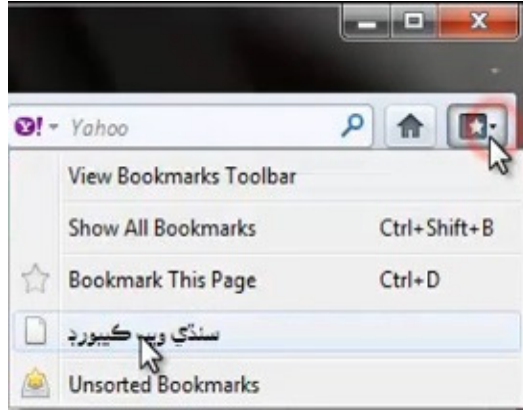 Y! Yahoo
View Bookmarks Toolbar
Show All Bookmarks Ctrl+Shift+B
Bookmark This Page Ctrl+D
سنڌي ويب ڪيبورڊ
Unsorted Bookmarks